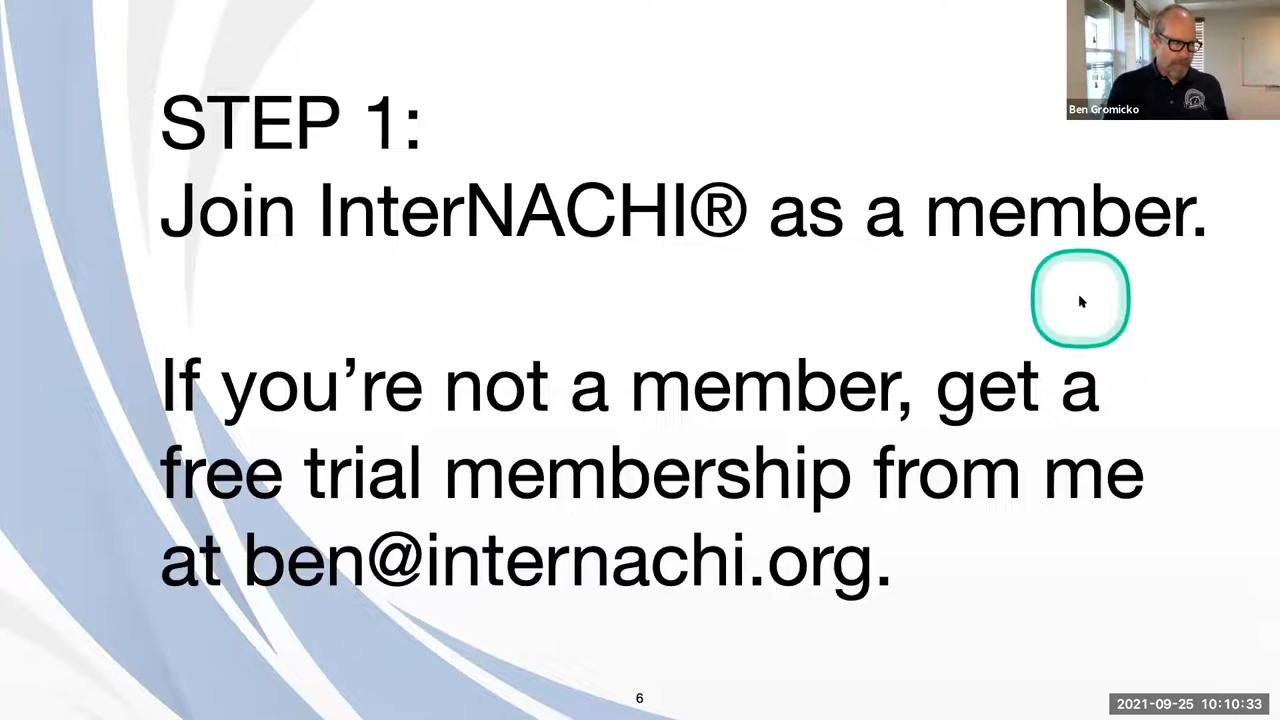 Ben Gromicko
STEP 1:
Join InterNACHI® as a member.
If you’re not a member, get a
free trial membership from me
at ben@internachi.org.
6
2021-09-25 10:10:33